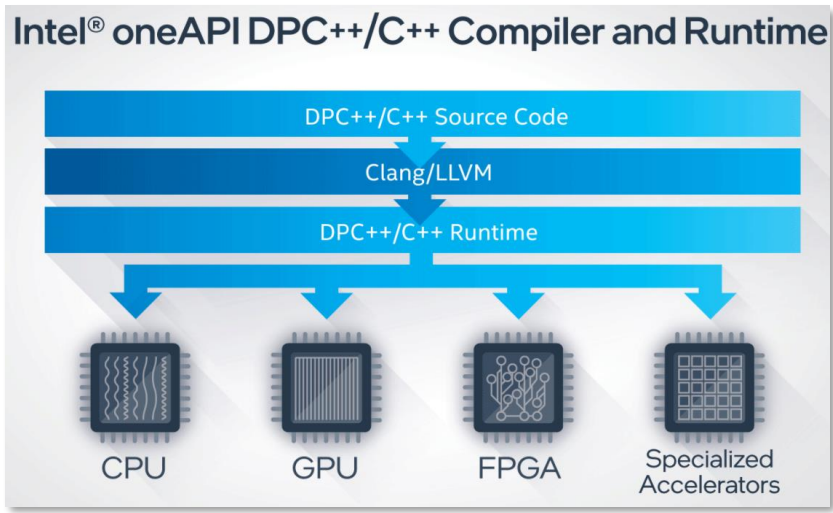 Intel® oneAPI DPC++/C++ Compiler and Runtime
DPC++/C++ Source Code
Clang/LLVM
DPC++/C++ Runtime
CPU
GPU
FPGA
Specialized
Accelerators